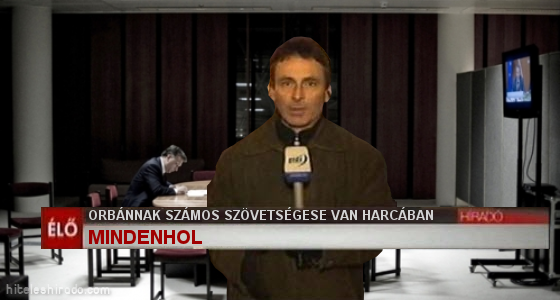 ORBÁNNAK SZÁMOS SZÖVETSÉGESE VAN HARCÁBAN
HÍRADÓ
ÉLŐ
MINDENHOL
hiteleshirado.com